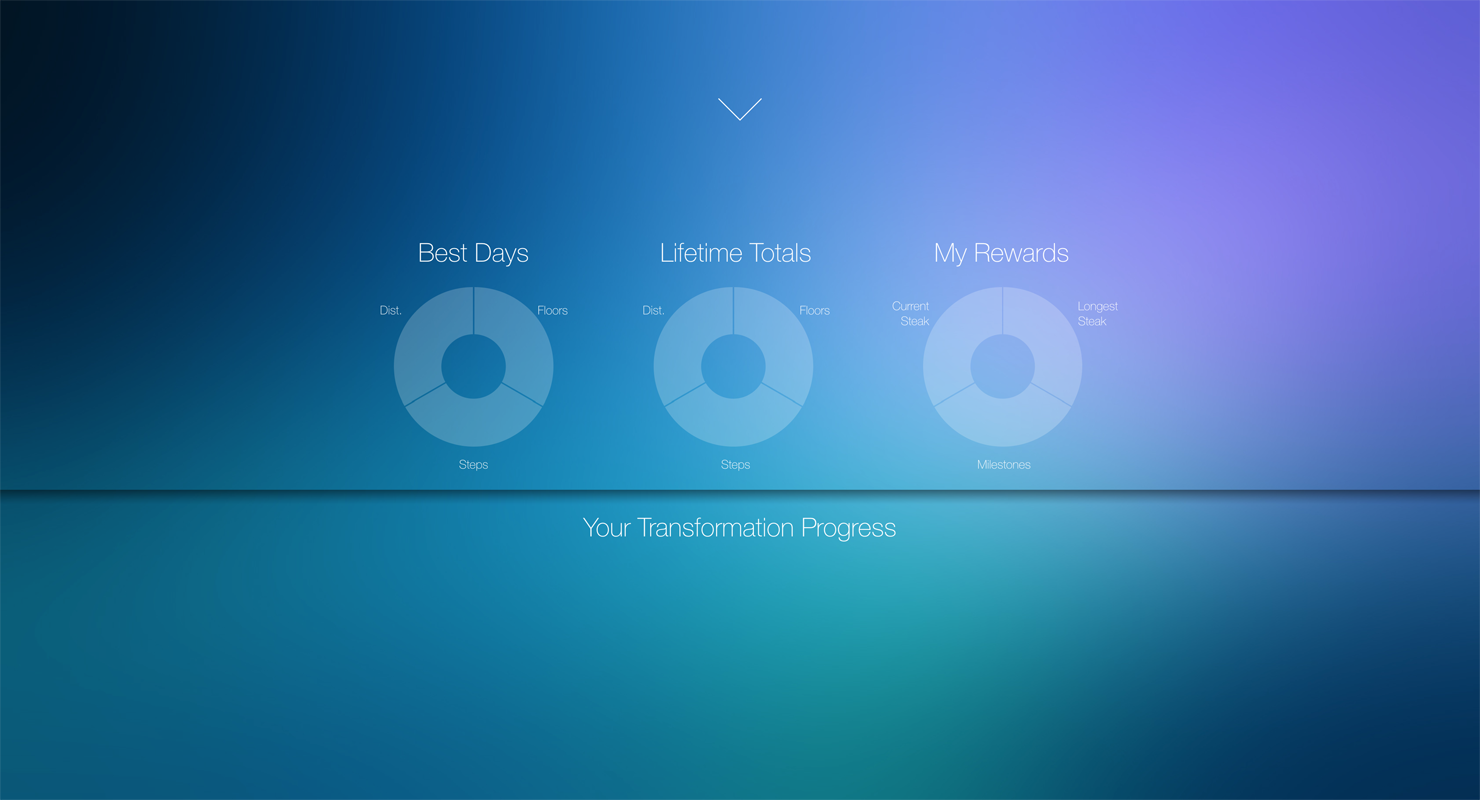 Best Days
Lifetime Totals
My Rewards
Dist.
Floors
Dist.
Floors
Current
Steak
Longest
Steak
Steps
Steps
Milestones
Your Transformation Progress